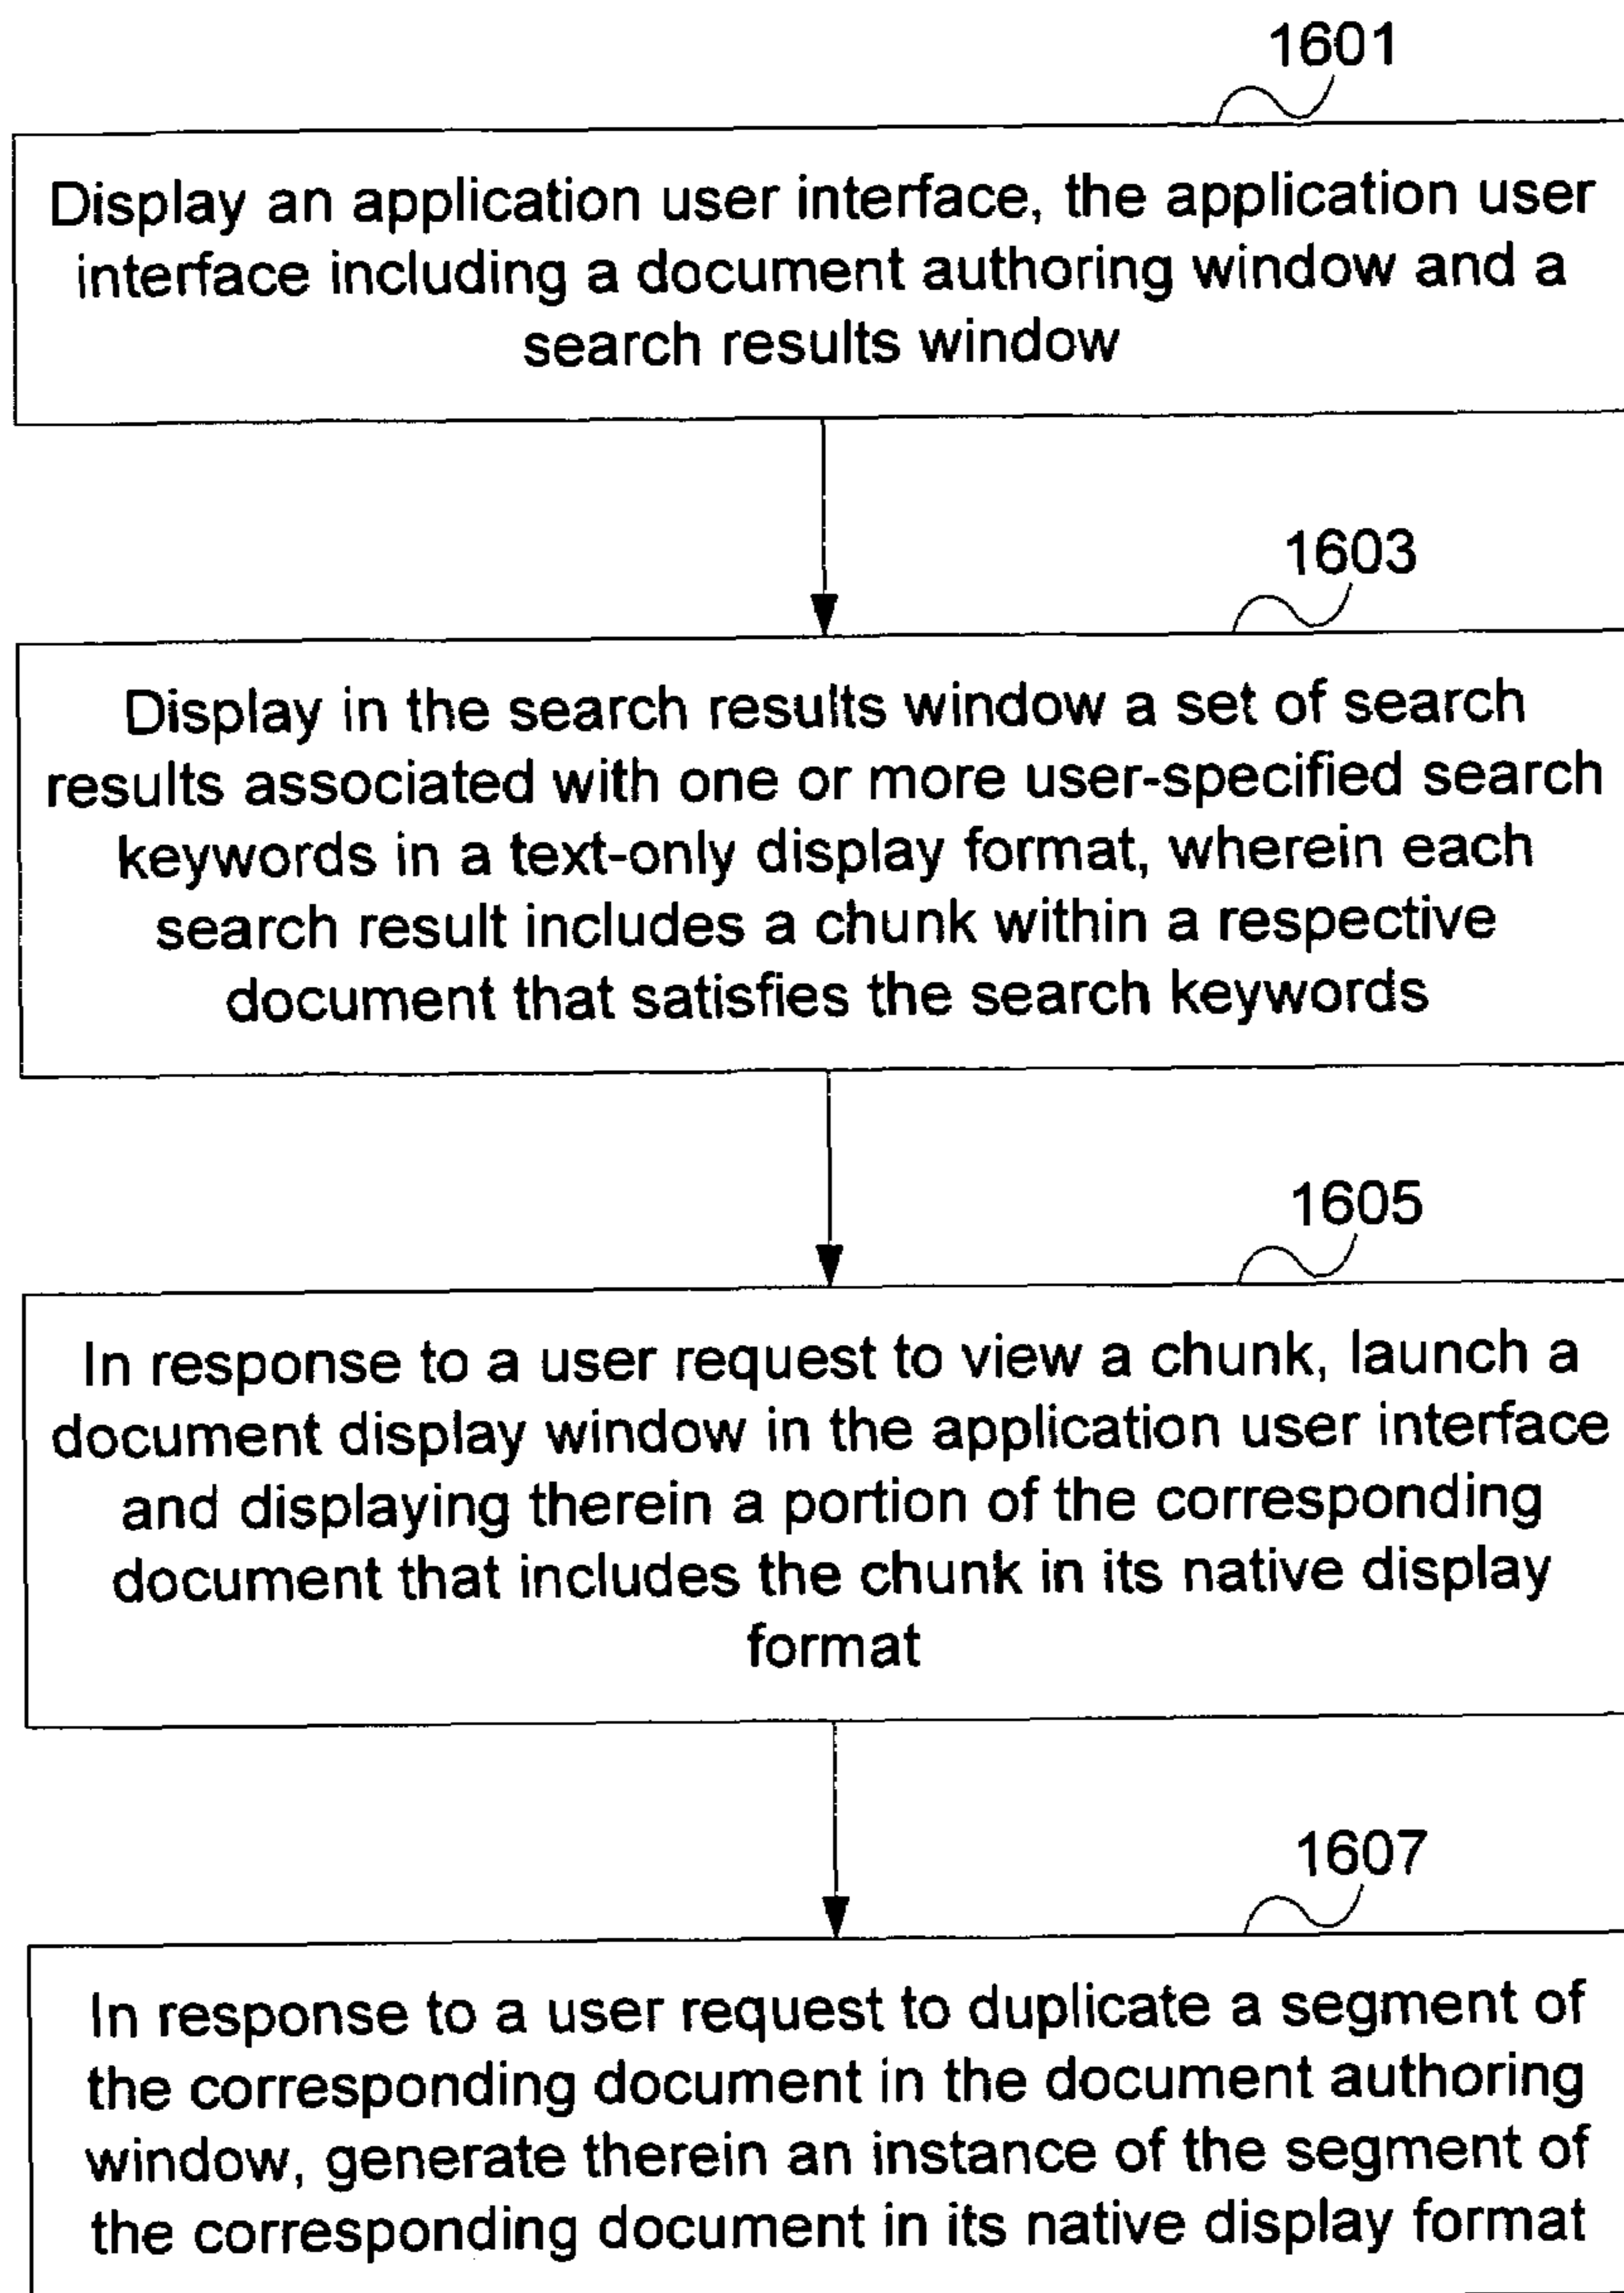 1601
Display an application user interface, the application user
interface including a document authoring window and a
search results window
1603
Display in the search results window a set of search
results associated with one or more user-specified search
keywords in a text-only display format, wherein each
search result includes a chunk within a respective
document that satisfies the search keywords
1605
In response to a user request to view a chunk, launch a
document display window in the application user interface
and displaying therein a portion of the corresponding
document that includes the chunk in its native display
format
1607
In response to a user request to duplicate a segment of
the corresponding document in the document authoring
window, generate therein an instance of the segment of
the corresponding document in its native display format